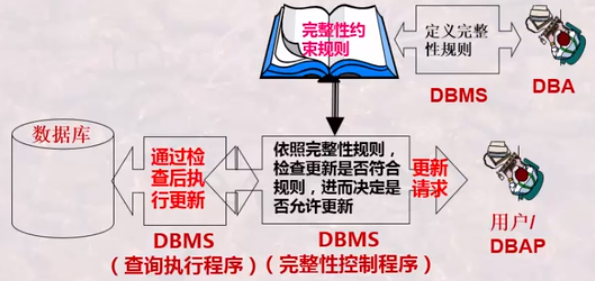 完整性约
束规则
定义完整
性规则
DBMS
DBA
数据库
通过检
查后执
行更新
依照完整性规则，
检查更新是否符合
规则，进而决定是
否允许更新
更新
请求
用户/
DBAP
DBMS
（查询执行程序）
DBMS
（完整性控制程序）